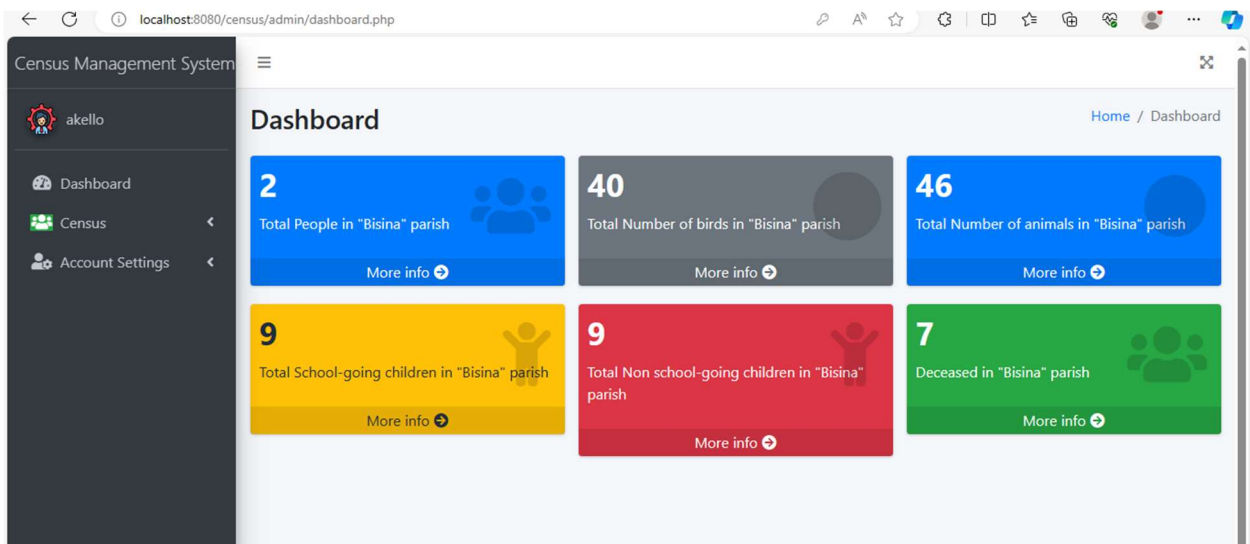 localhost:8080/census/admin/dashboard.php
Census Management System
akello
Dashboard
Census
Account Settings
Dashboard
Home / Dashboard
2
Total People in "Bisina" parish
More info
40
Total Number of birds in "Bisina" parish
More info
46
Total Number of animals in "Bisina" parish
More info
9
Total School-going children in "Bisina" parish
More info
9
Total Non school-going children in "Bisina"
parish
More info
7
Deceased in "Bisina" parish
More info